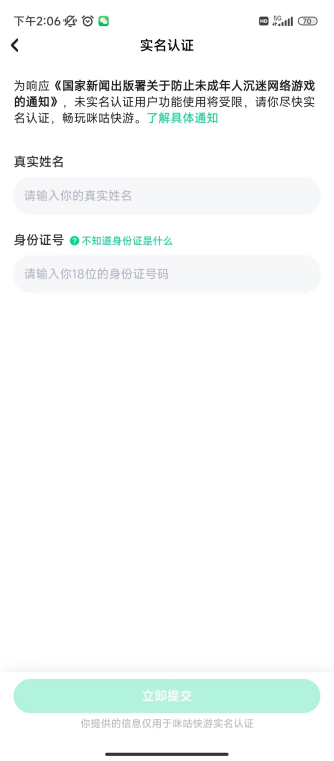 下午2:06
HD 5G 70
实名认证
为响应《国家新闻出版署关于防止未成年人沉迷网络游戏
的通知》，未实名认证用户功能使用将受限，请你尽快实
名认证，畅玩咪咕快游。了解具体通知
真实姓名
请输入你的真实姓名
身份证号 ? 不知道身份证是什么
请输入你18位的身份证号码
立即提交
你提供的信息仅用于咪咕快游实名认证